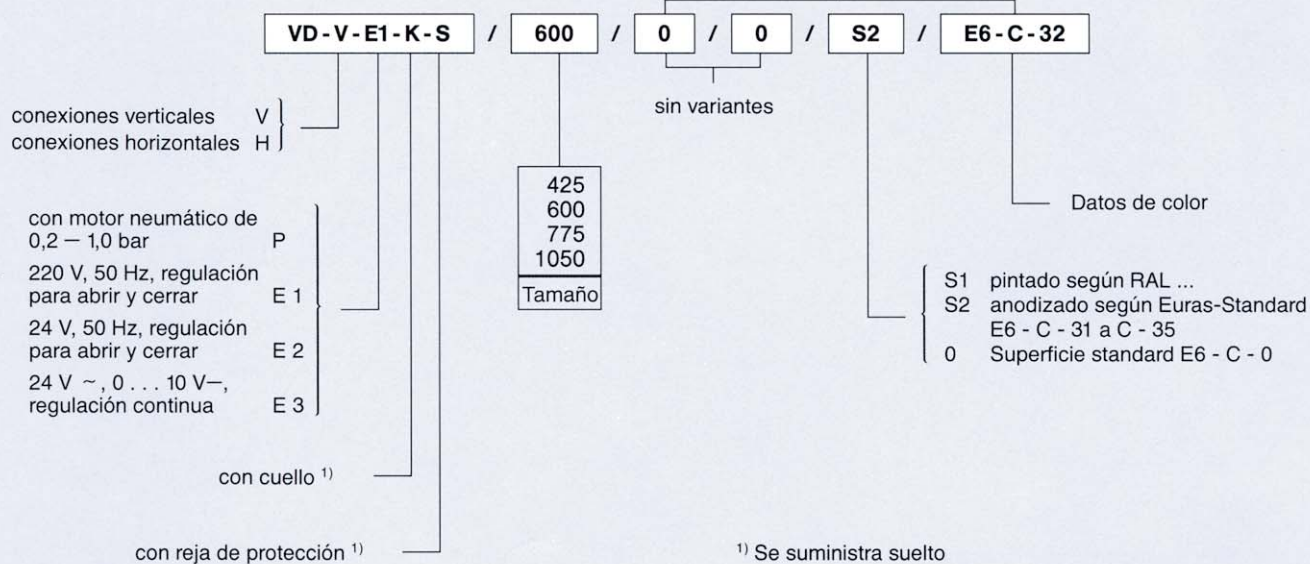 VD - V - E1 - K - S / 600 / 0 / 0 / S2 / E6 - C - 32
sin variantes
conexiones verticales V
conexiones horizontales H
425
600
775
1050
Tamaño
Datos de color
con motor neumático de
0,2 — 1,0 bar P
220 V, 50 Hz, regulación
para abrir y cerrar E 1
24 V, 50 Hz, regulación
para abrir y cerrar E 2
24 V ~, 0 . . . 10 V—,
regulación continua E 3
S1 pintado según RAL ...
S2 anodizado según Euras-Standard
E6 - C - 31 a C - 35
0 Superficie standard E6 - C - 0
con cuello 1)
con reja de protección 1)
1) Se suministra suelto